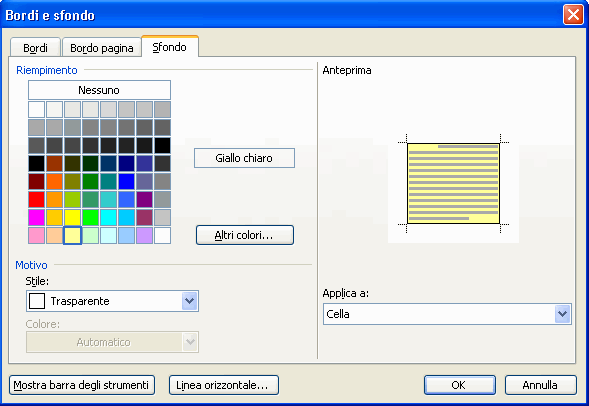 Bordi e sfondo
Bordi
Bordo pagina
Sfondo
Riempimento
Nessuno
Giallo chiaro
Altri colori...
Motivo
Stile:
Trasparente
Colore:
Automatico
Anteprima
Applica a:
Cella
Mostra barra degli strumenti
Linea orizzontale...
OK
Annulla